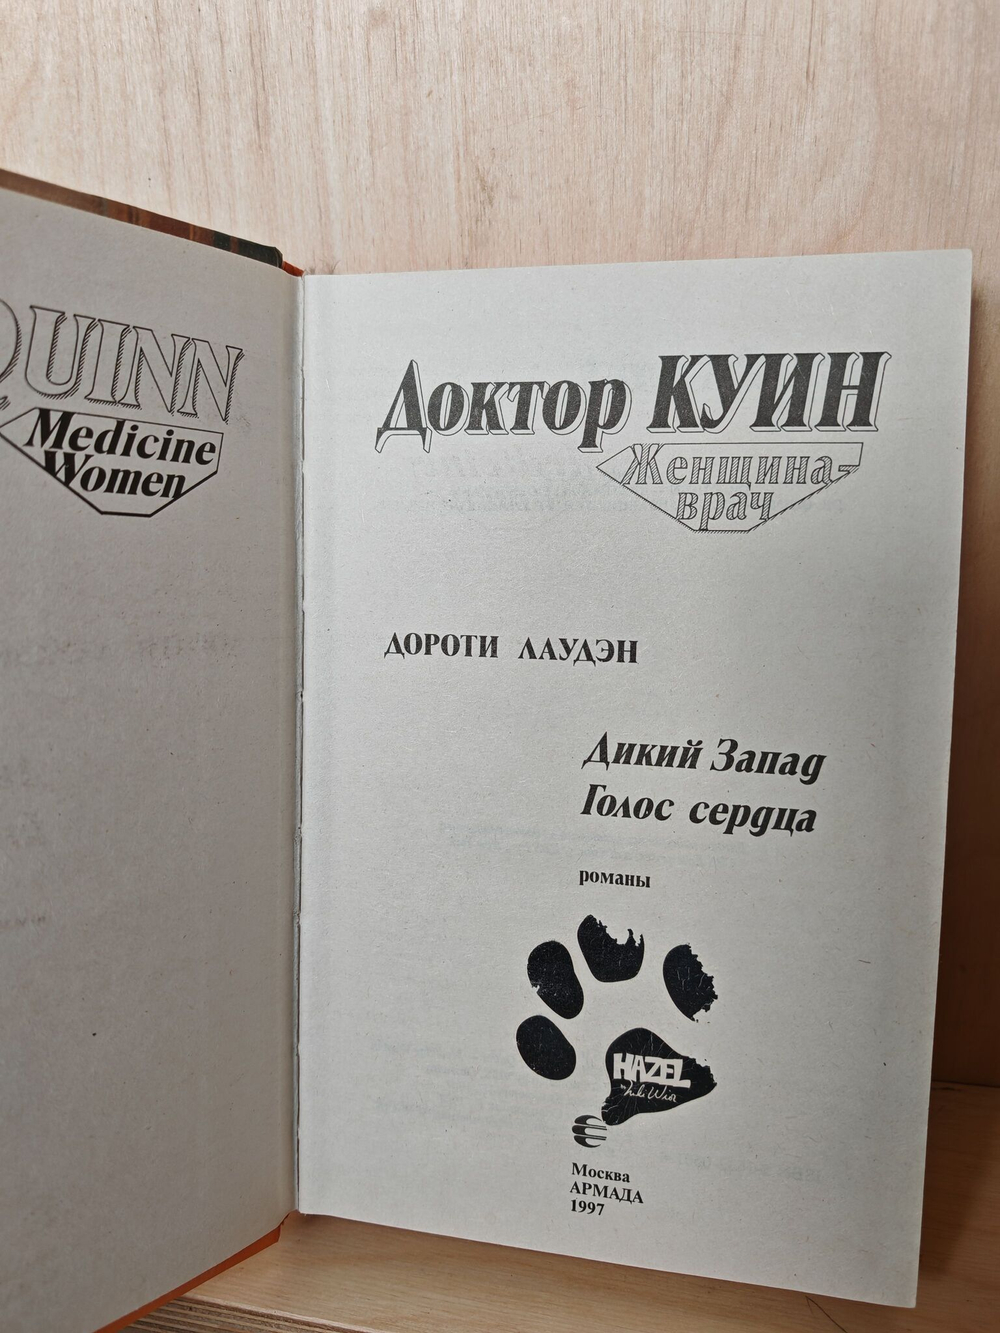 QUINN
Medicine
Women
Доктор КУИН
Женщина-
врач
ДОРОТИ ЛАУДЭН
Дикий Запад
Голос сердца
романы
HAZEL
Москва
АРМАДА
1997